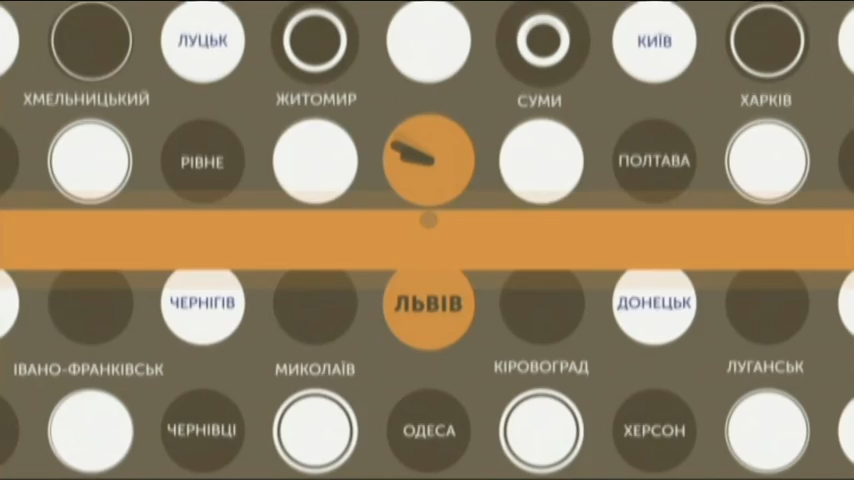 ЛУЦЬК
КИЇВ
ХМЕЛЬНИЦЬКИЙ
ЖИТОМИР
СУМИ
ХАРКІВ
РІВНЕ
ПОЛТАВА
ЧЕРНІГІВ
ЛЬВІВ
ДОНЕЦЬК
ІВАНО-ФРАНКІВСЬК
МИКОЛАЇВ
КІРОВОГРАД
ЛУГАНСЬК
ЧЕРНІВЦІ
ОДЕСА
ХЕРСОН